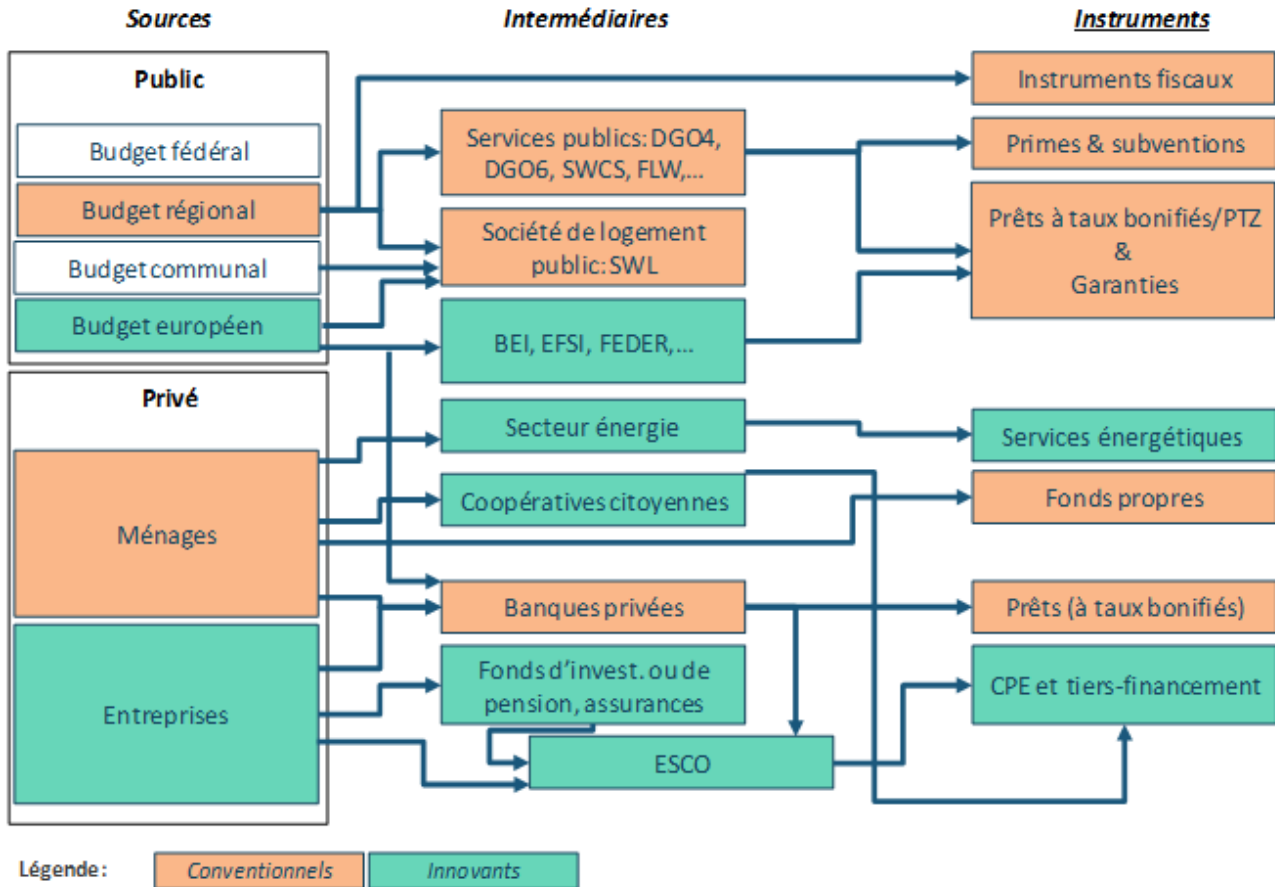 Sources
Intermédiaires
Instruments
Public
Budget fédéral
Budget régional
Budget communal
Budget européen
Privé
Ménages
Entreprises
Services publics: DGO4,
DGO6, SWCS, FLW,...
Société de logement
public: SWL
BEI, EFSI, FEDER,...
Secteur énergie
Coopératives citoyennes
Banques privées
Fonds d'invest. ou de
pension, assurances
ESCO
Instruments fiscaux
Primes & subventions
Prêts à taux bonifiés/PTZ
&
Garanties
Services énergétiques
Fonds propres
Prêts (à taux bonifiés)
CPE et tiers-financement
Légende:
Conventionnels
Innovants